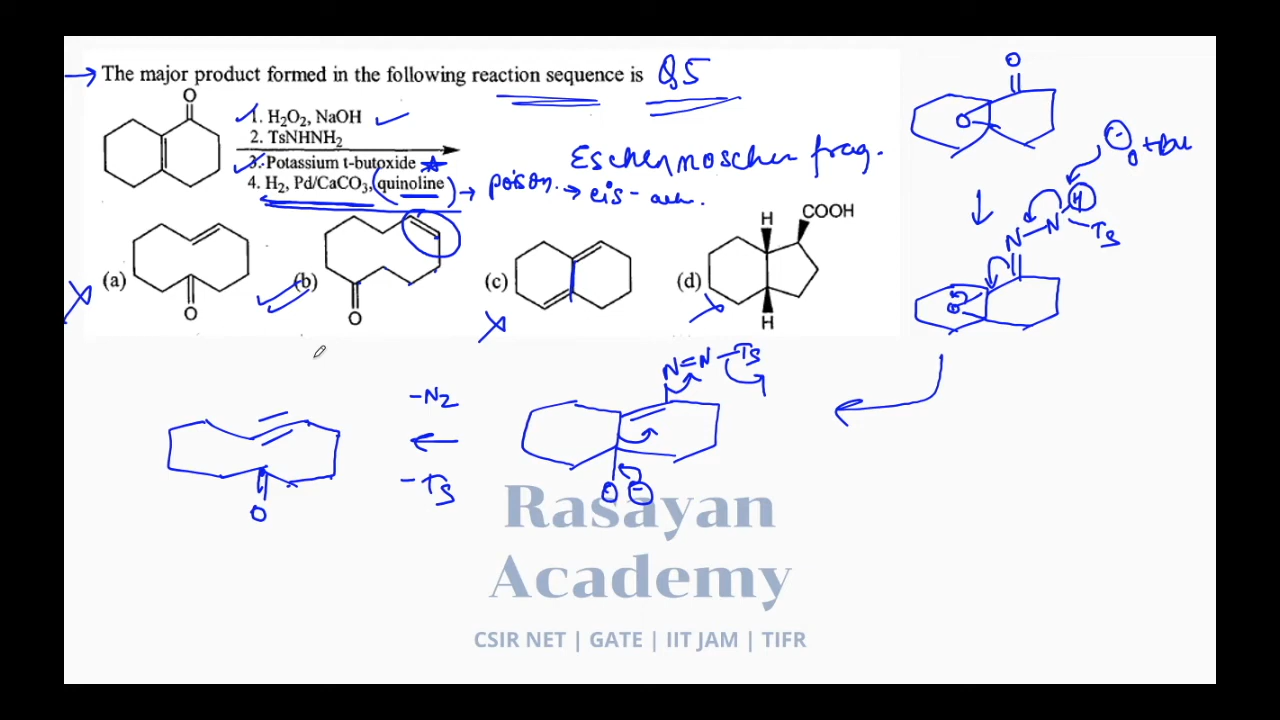 The major product formed in the following reaction sequence is Q5
O
1. H2O2, NaOH
2. TsNHNH2
3. Potassium t-butoxide
4. H2, Pd/CaCO3, quinoline
Eschenmoscher frag.
poison. → cis-
(a)
O
(b)
O
(c)
(d)
H
COOH
H
O
O
O tBu
H
N N
Ts
O
N=N Ts
-N2
-Ts
O
O
Rasayan
Academy
CSIR NET | GATE | IIT JAM | TIFR